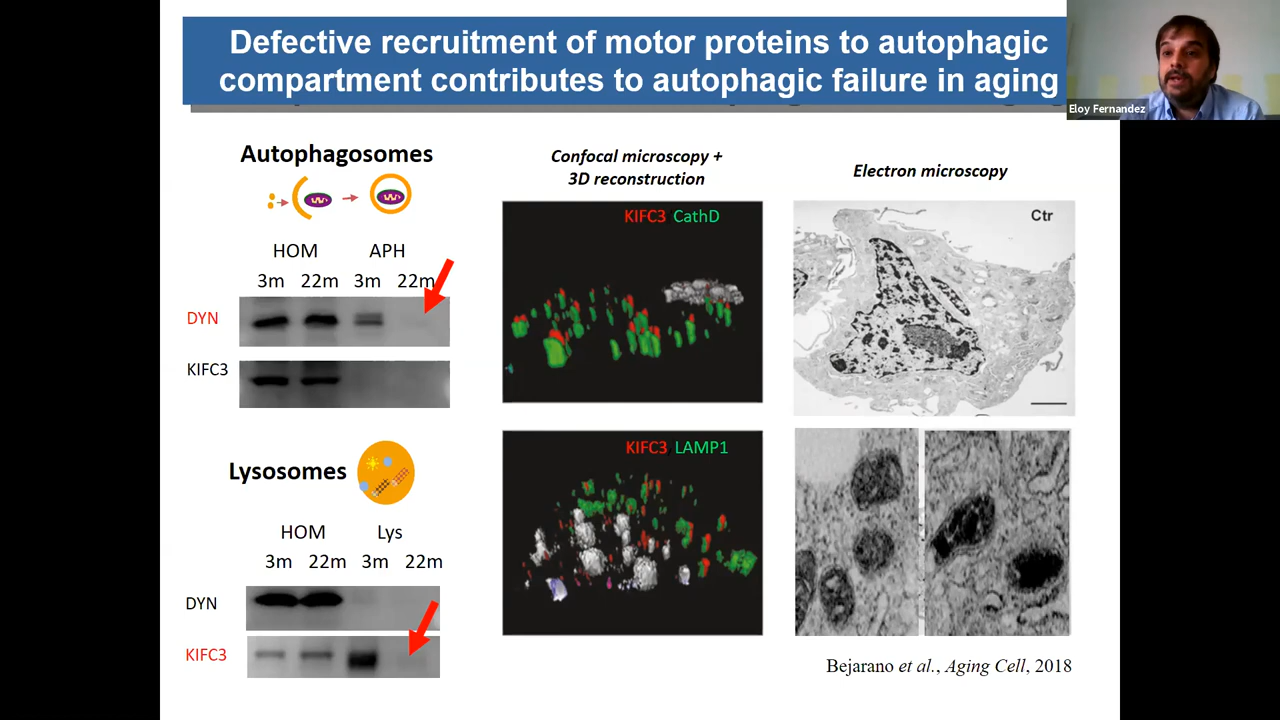 Defective recruitment of motor proteins to autophagic
compartment contributes to autophagic failure in aging
Eloy Fernandez
Autophagosomes
HOM APH
3m 22m 3m 22m
DYN
KIFC3
Lysosomes
HOM Lys
3m 22m 3m 22m
DYN
KIFC3
Confocal microscopy +
3D reconstruction
KIFC3 CathD
KIFC3 LAMP1
Electron microscopy
Ctr
Bejarano et al., Aging Cell, 2018